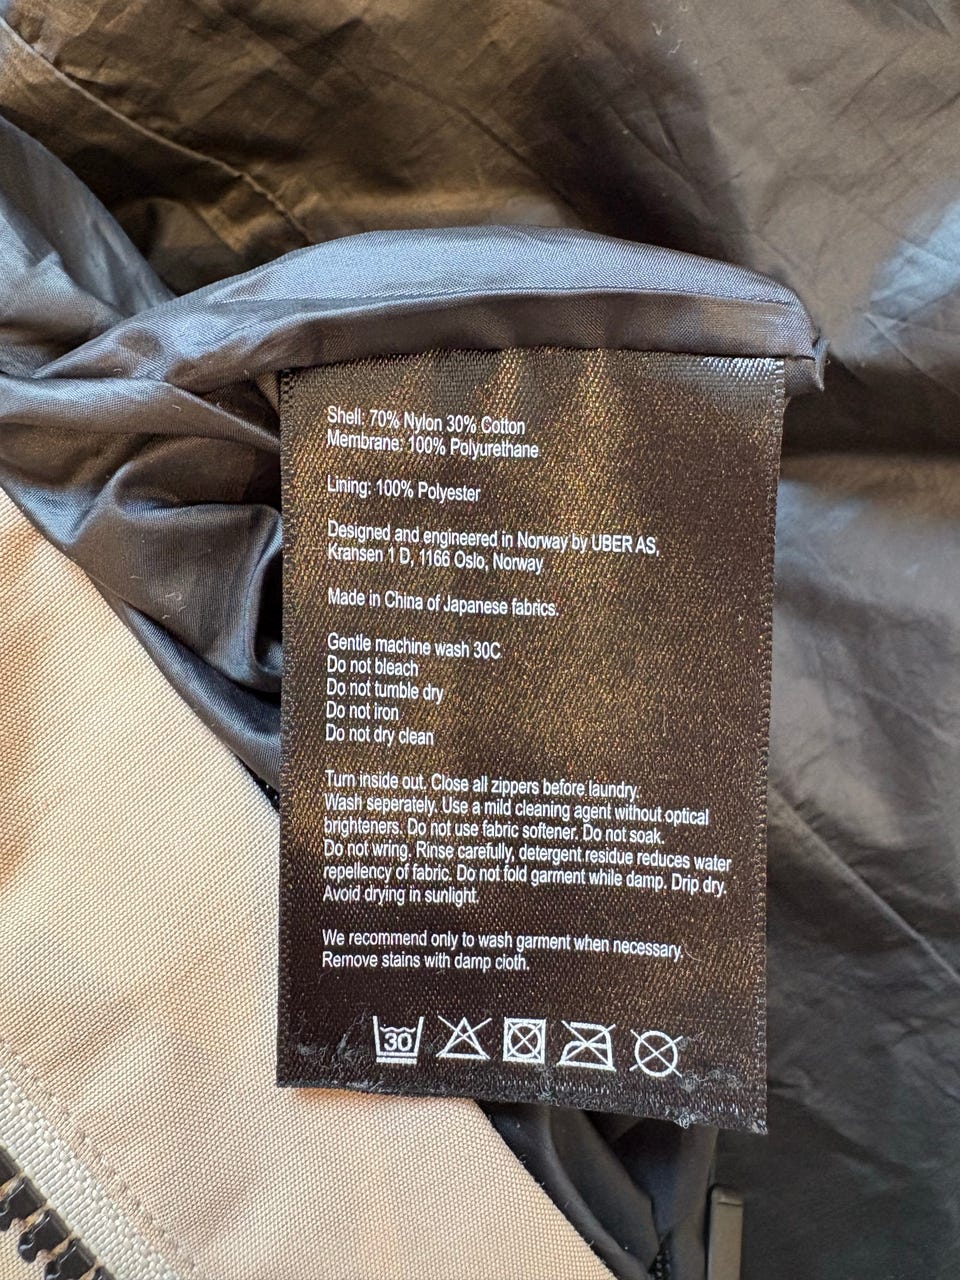 Shell: 70% Nylon 30% Cotton
Membrane: 100% Polyurethane
Lining: 100% Polyester
Designed and engineered in Norway by UBER AS,
Kransen 1 D, 1166 Oslo, Norway
Made in China of Japanese fabrics.
Gentle machine wash 30C
Do not bleach
Do not tumble dry
Do not iron
Do not dry clean
Turn inside out. Close all zippers before laundry.
Wash seperately. Use a mild cleaning agent without optical
brighteners. Do not use fabric softener. Do not soak.
Do not wring. Rinse carefully, detergent residue reduces water
repellency of fabric. Do not fold garment while damp. Drip dry.
Avoid drying in sunlight.
We recommend only to wash garment when necessary.
Remove stains with damp cloth.
30